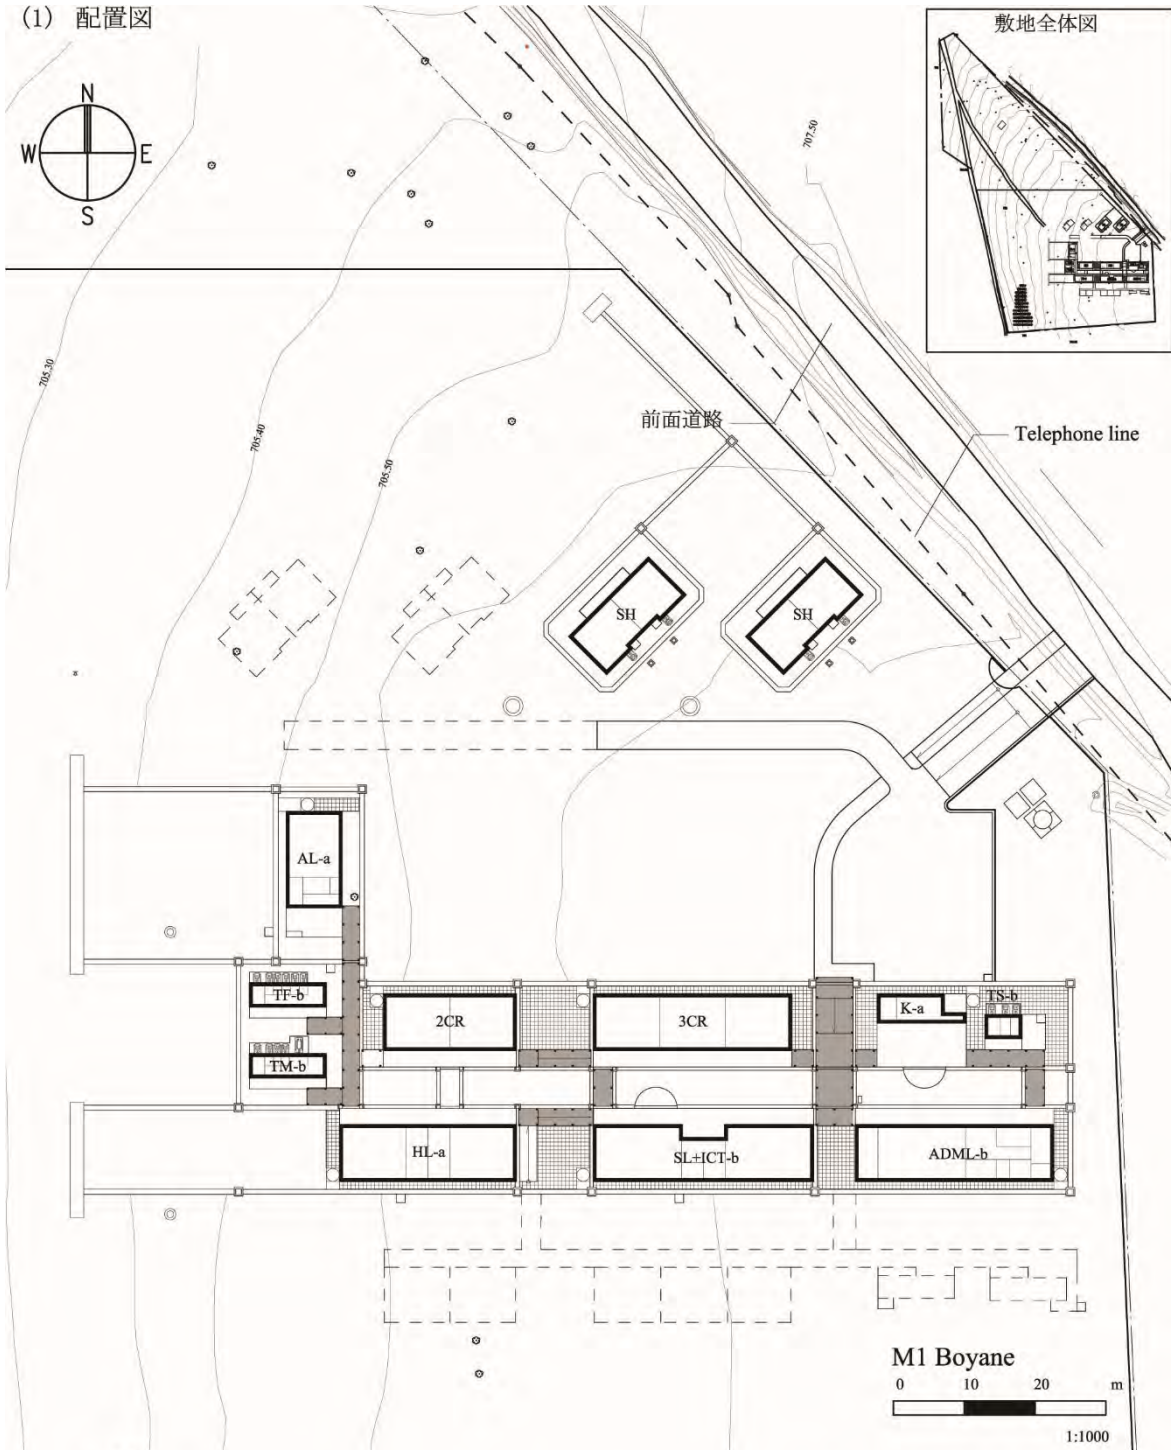 (1) 配置図
敷地全体図
N
W E
S
707.50
705.30
705.40
705.50
前面道路
Telephone line
SH
SH
AL-a
TF-b
2CR
3CR
K-a
TS-b
TM-b
HL-a
SL+ICT-b
ADML-b
M1 Boyane
0 10 20 m
1:1000